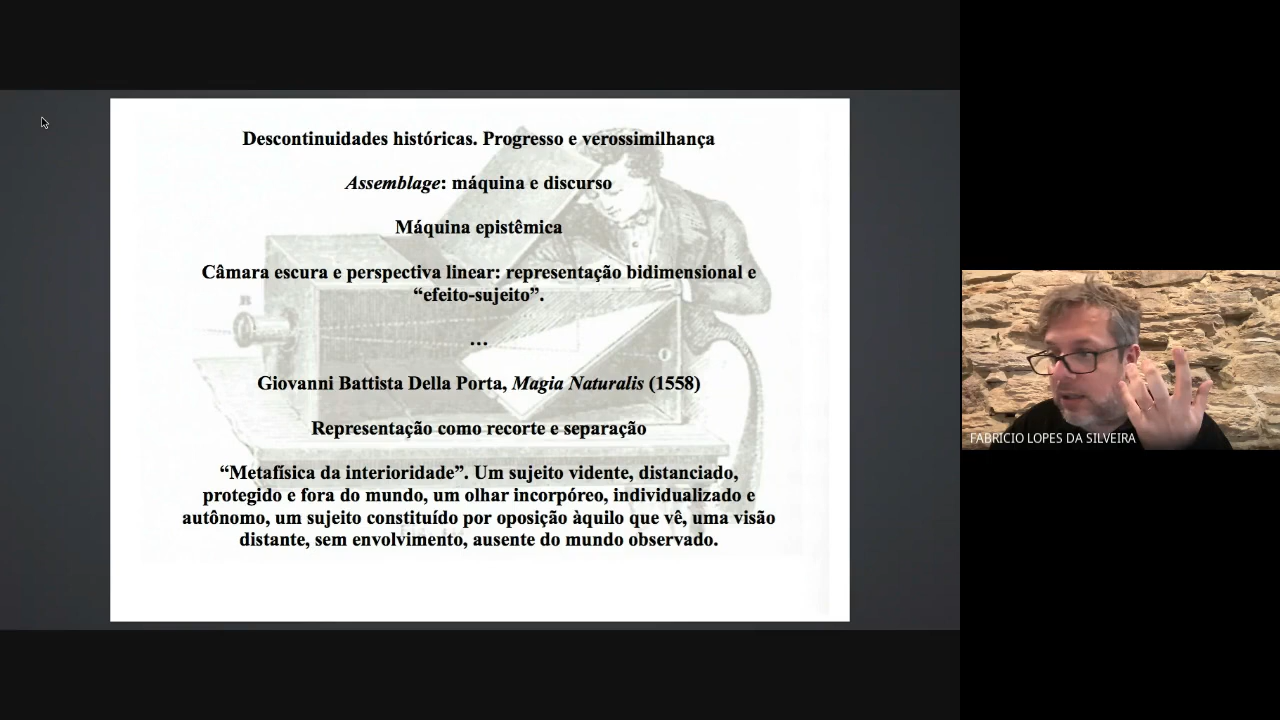 Descontinuidades históricas. Progresso e verossimilhança
Assemblage: máquina e discurso
Máquina epistêmica
Câmara escura e perspectiva linear: representação bidimensional e
“efeito-sujeito”.
…
Giovanni Battista Della Porta, Magia Naturalis (1558)
Representação como recorte e separação
“Metafísica da interioridade”. Um sujeito vidente, distanciado,
protegido e fora do mundo, um olhar incorpóreo, individualizado e
autônomo, um sujeito constituído por oposição àquilo que vê, uma visão
distante, sem envolvimento, ausente do mundo observado.
B
O
FABRICIO LOPES DA SILVEIRA